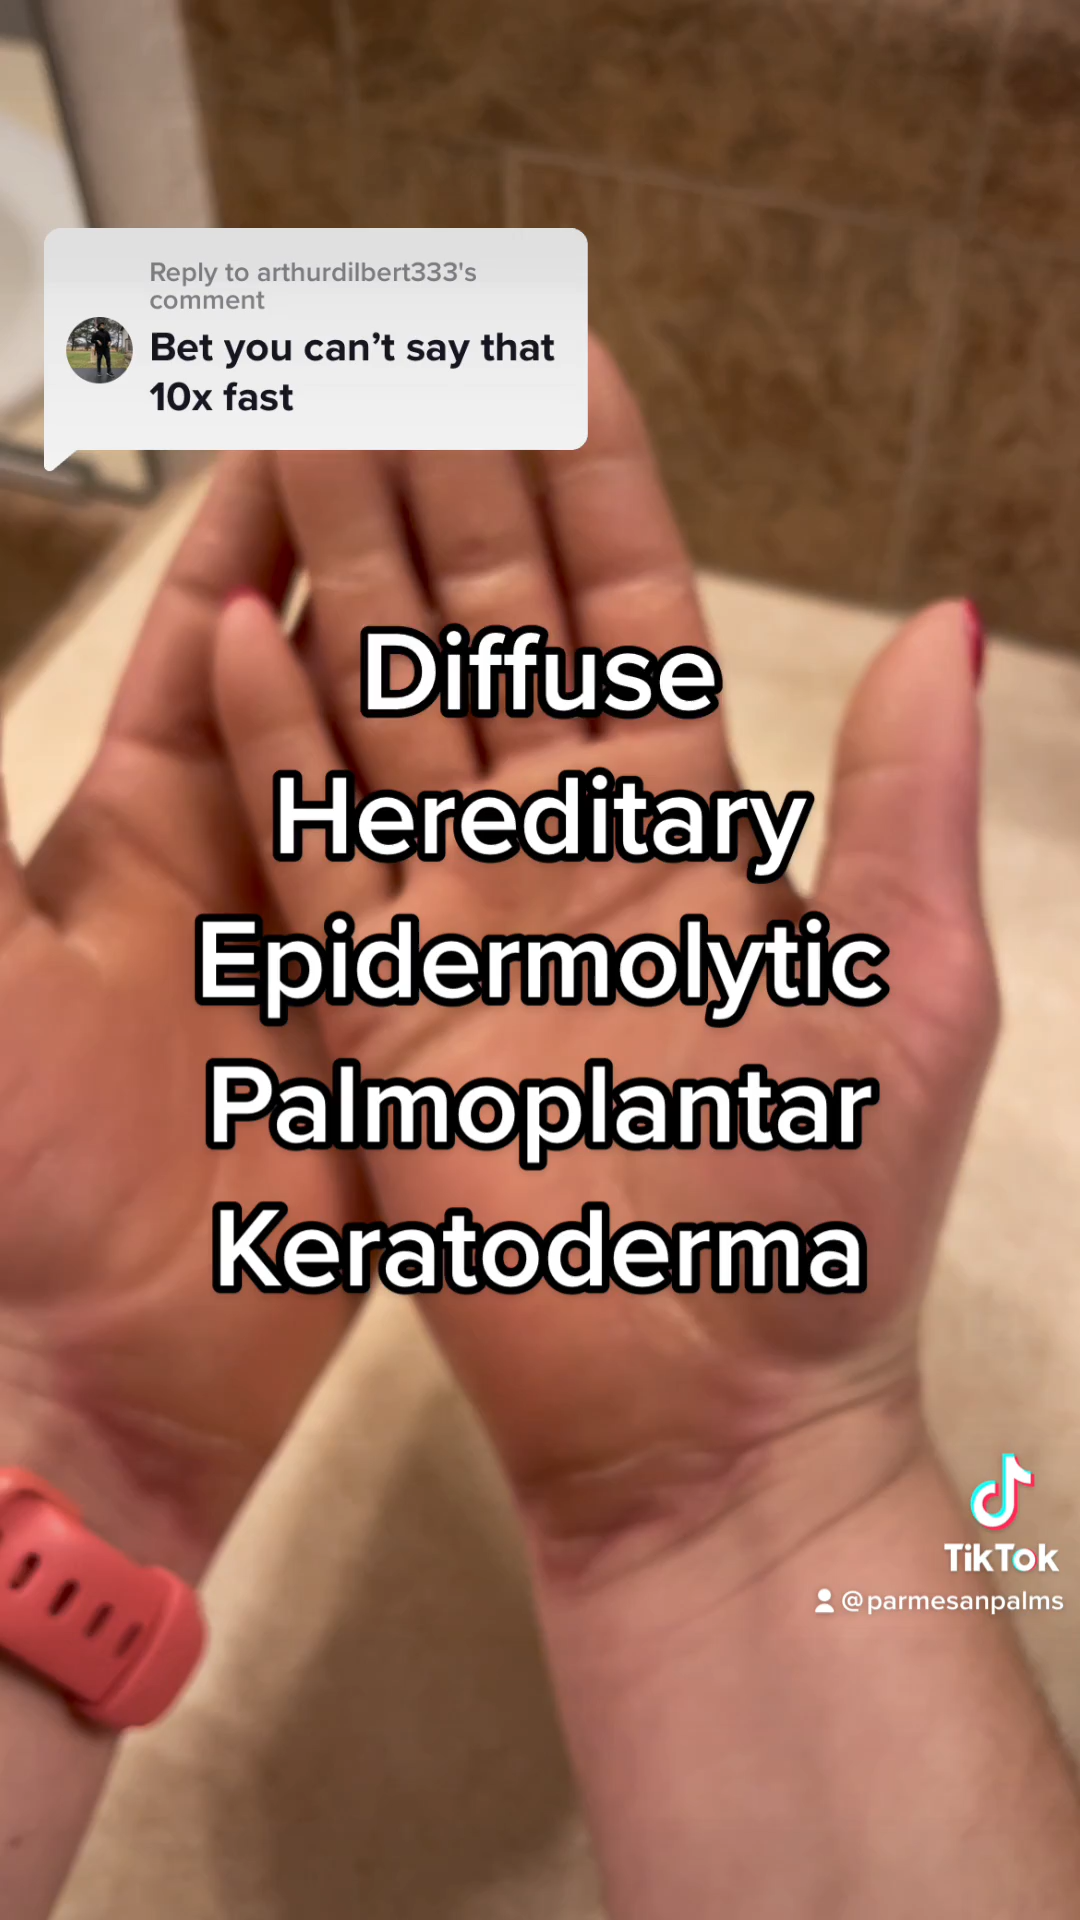 Reply to arthurdilbert333's
comment
Bet you can’t say that
10x fast
Diffuse
Hereditary
Epidermolytic
Palmoplantar
Keratoderma
TikTok
@parmesanpalms